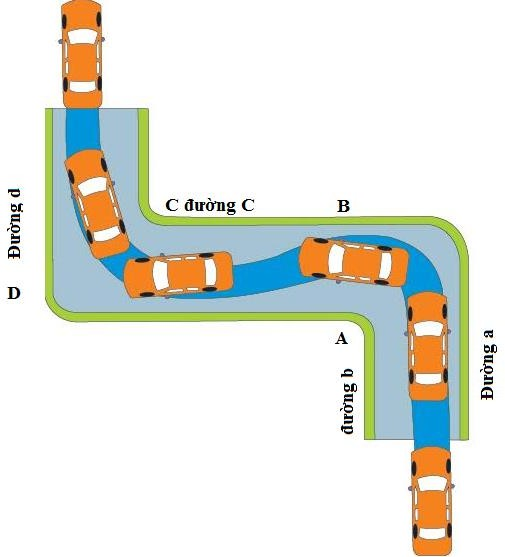 Đường d
C đường C
B
D
A
đường b
Đường a